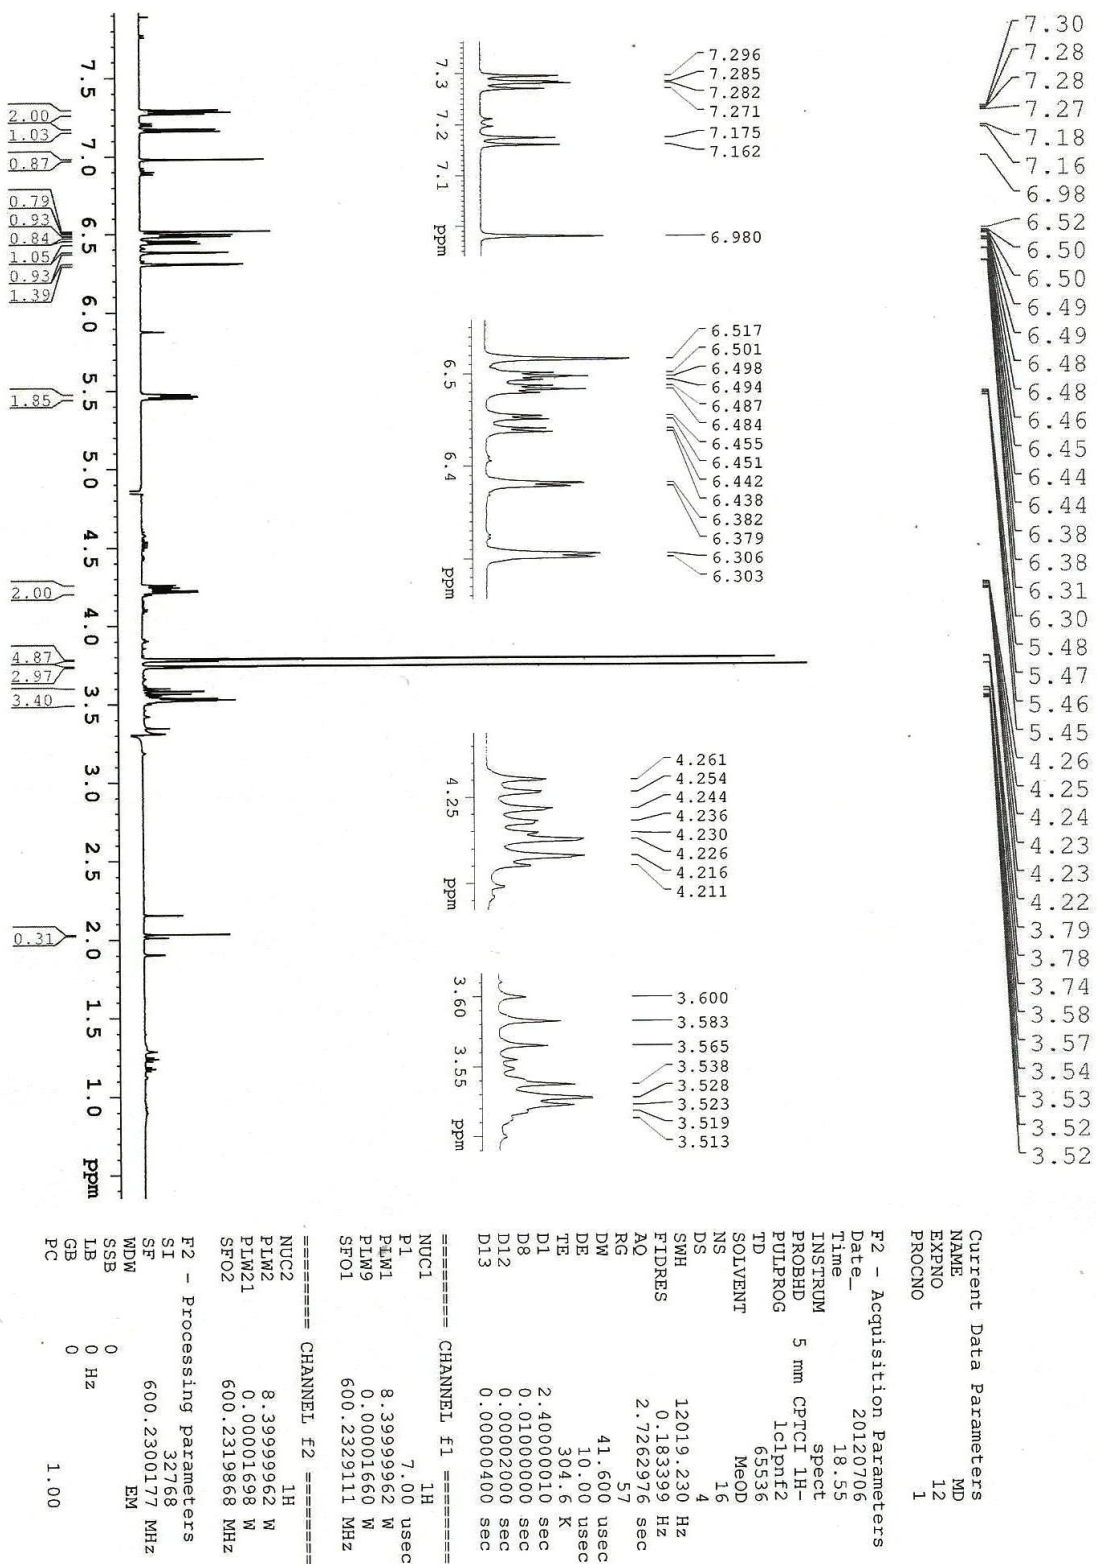 7.30
7.28
7.28
7.27
7.18
7.16
6.98
6.52
6.50
6.50
6.49
6.49
6.48
6.48
6.46
6.45
6.44
6.44
6.38
6.38
6.31
6.30
5.48
5.47
5.46
5.45
4.26
4.25
4.24
4.23
4.23
4.22
3.79
3.78
3.74
3.58
3.57
3.54
3.53
3.52
3.52
7.296
7.285
7.282
7.271
7.175
7.162
6.980
7.3 7.2 7.1 ppm
6.517
6.501
6.498
6.494
6.487
6.484
6.455
6.451
6.442
6.438
6.382
6.379
6.306
6.303
6.5 6.4 ppm
4.261
4.254
4.244
4.236
4.230
4.226
4.216
4.211
4.25 ppm
3.600
3.583
3.565
3.538
3.528
3.523
3.519
3.513
3.60 3.55 ppm
7.5 7.0 6.5 6.0 5.5 5.0 4.5 4.0 3.5 3.0 2.5 2.0 1.5 1.0 ppm
2.00
1.03
0.87
0.79
0.93
0.84
1.05
0.93
1.39
1.85
2.00
4.87
2.97
3.40
0.31
Current Data Parameters
NAME MD
EXPNO 12
PROCNO 1
F2 - Acquisition Parameters
Date_ 20120706
Time 18.55
INSTRUM spect
PROBHD 5 mm CPTCI 1H-
PULPROG lc1pnf2
TD 65536
SOLVENT MeOD
NS 16
DS 4
SWH 12019.230 Hz
FIDRES 0.183399 Hz
AQ 2.7262976 sec
RG 57
DW 41.600 usec
DE 10.00 usec
TE 304.6 K
D1 2.40000010 sec
D8 0.01000000 sec
D12 0.00002000 sec
D13 0.00000400 sec
======== CHANNEL f1 ========
NUC1 1H
P1 7.00 usec
PLW1 8.39999962 W
PLW9 0.00001660 W
SFO1 600.2329111 MHz
======== CHANNEL f2 ========
NUC2 1H
PLW2 8.39999962 W
PLW21 0.00001698 W
SFO2 600.2319868 MHz
F2 - Processing parameters
SI 32768
SF 600.2300177 MHz
WDW EM
SSB 0
LB 0 Hz
GB 0
PC 1.00